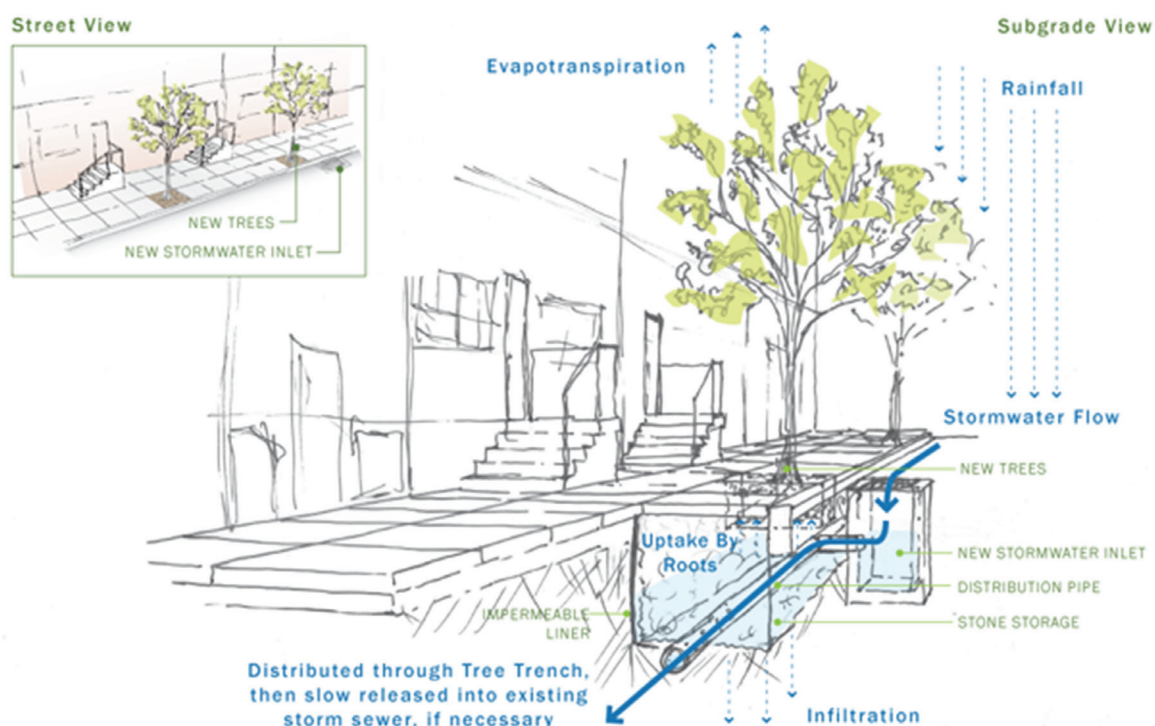 Street View
Subgrade View
NEW TREES
NEW STORMWATER INLET
Evapotranspiration
Rainfall
Stormwater Flow
NEW TREES
Uptake By
Roots
NEW STORMWATER INLET
DISTRIBUTION PIPE
IMPERMEABLE
LINER
STONE STORAGE
Distributed through Tree Trench,
then slow released into existing
storm sewer, if necessary
Infiltration